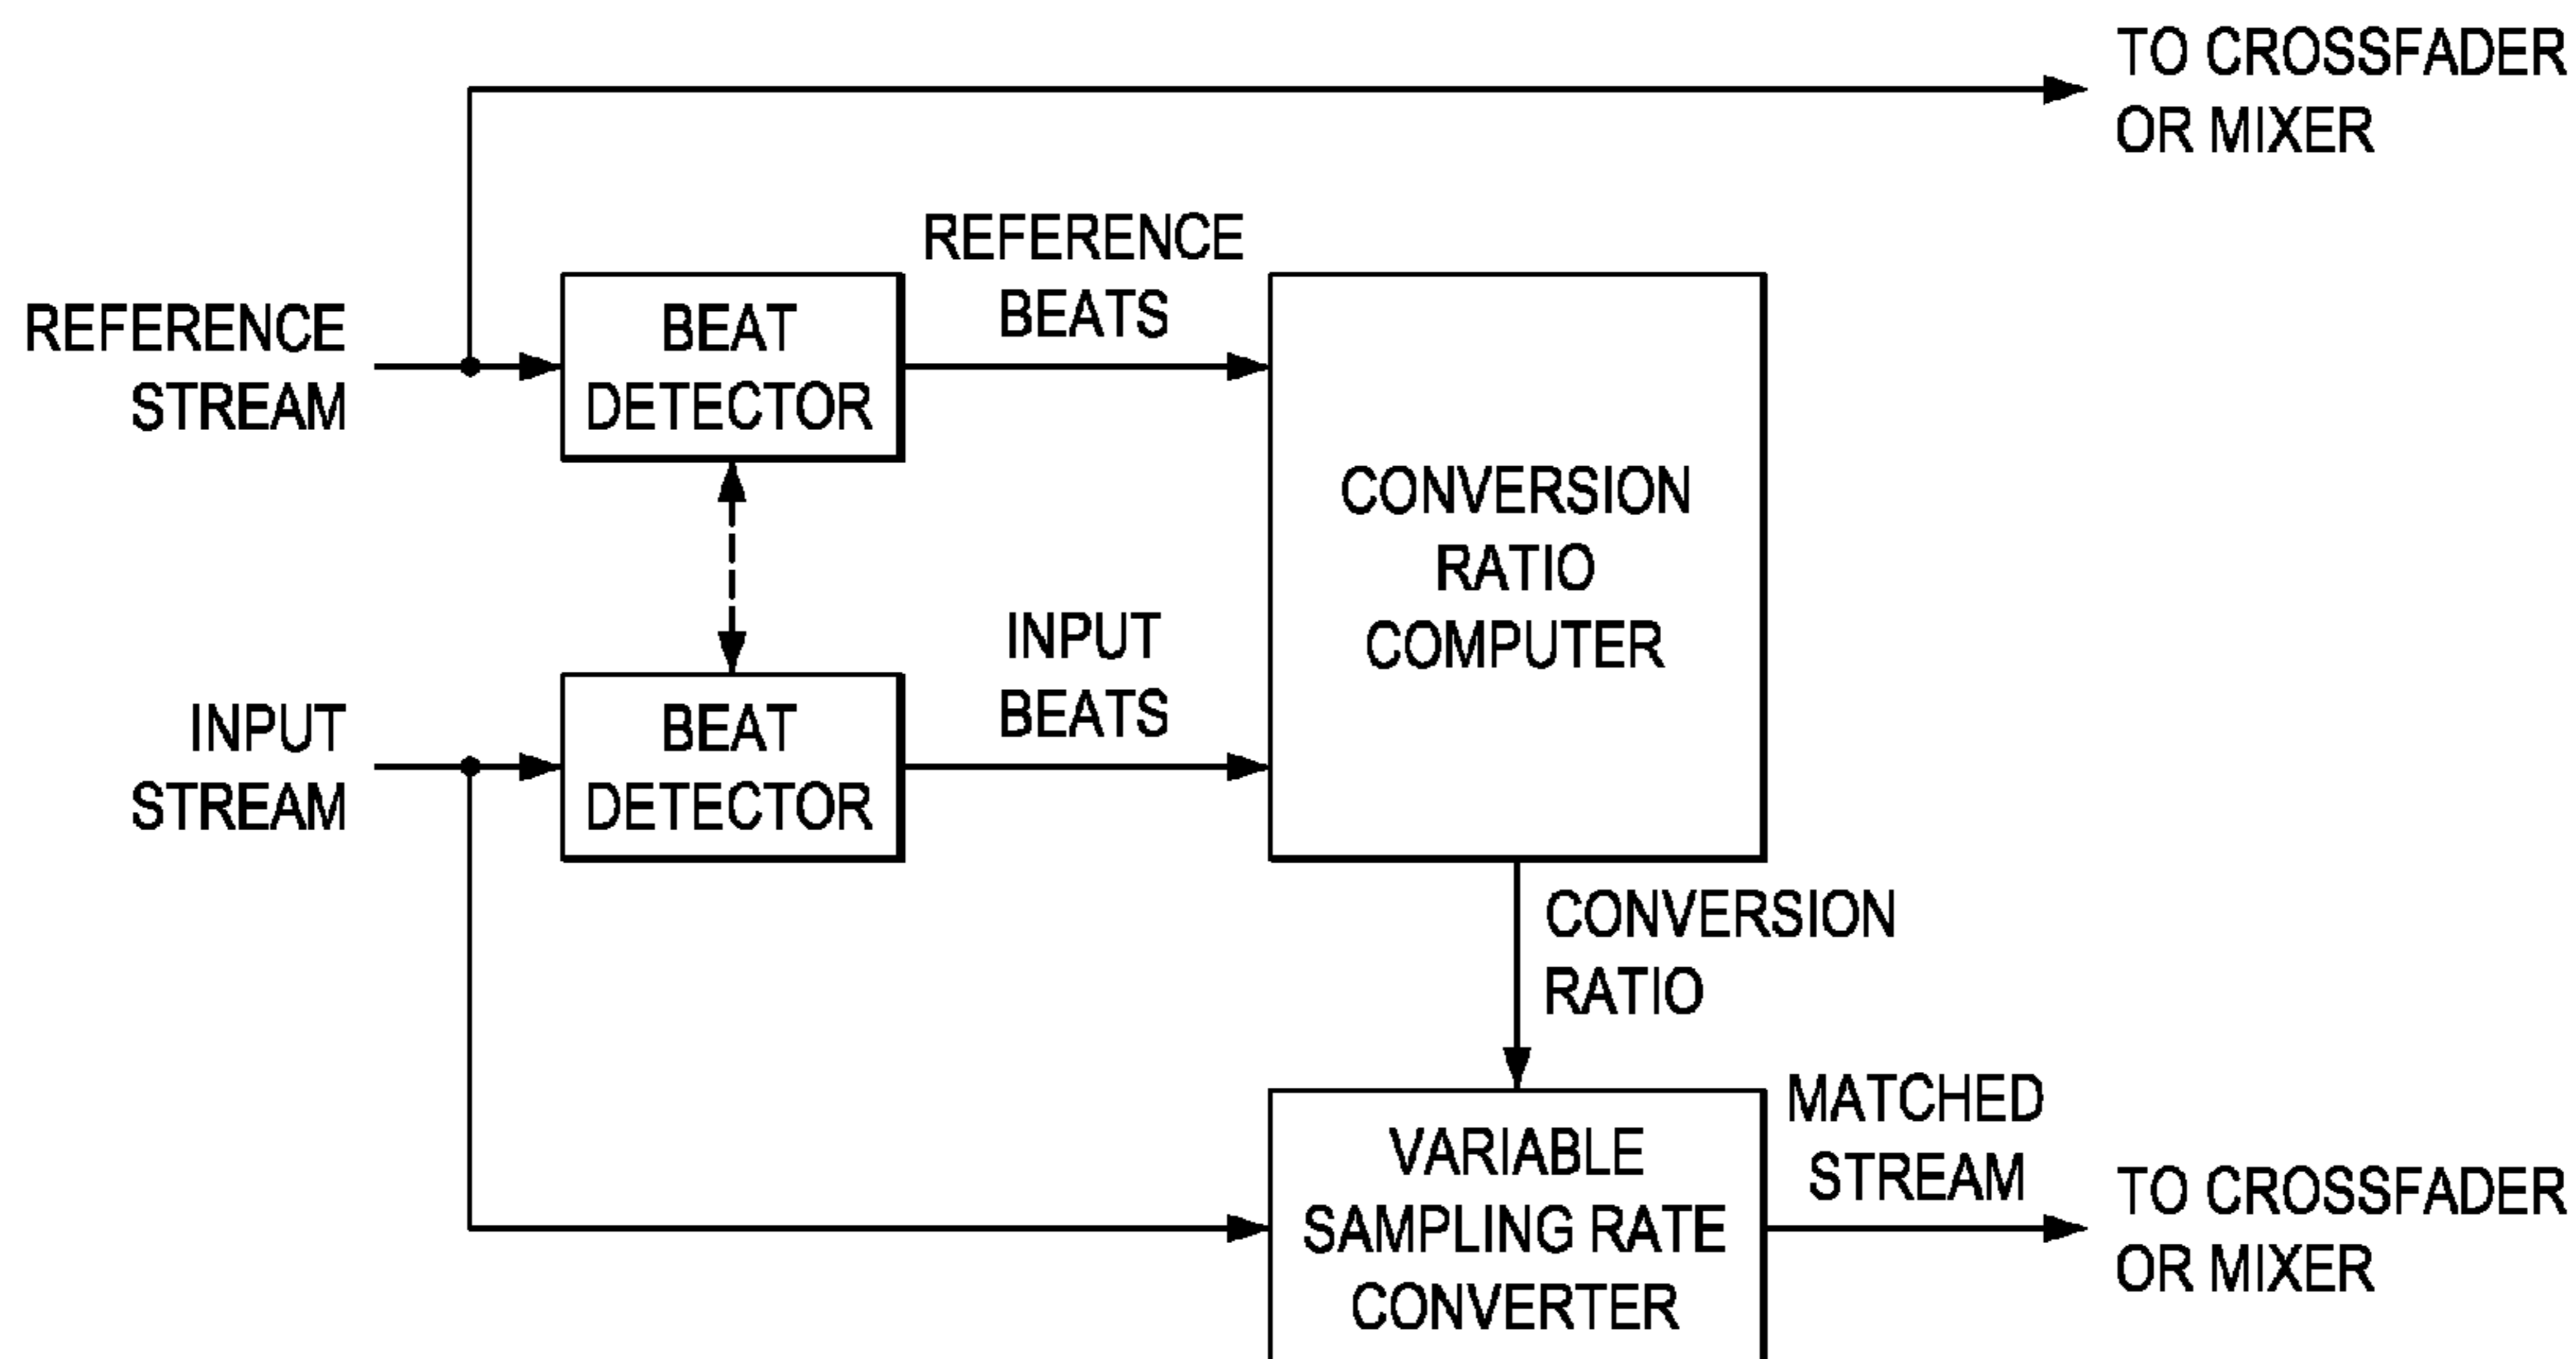 TO CROSSFADER
OR MIXER
REFERENCE
BEATS
REFERENCE
STREAM
BEAT
DETECTOR
CONVERSION
RATIO
COMPUTER
INPUT
BEATS
INPUT
STREAM
BEAT
DETECTOR
CONVERSION
RATIO
MATCHED
STREAM
VARIABLE
SAMPLING RATE
CONVERTER
TO CROSSFADER
OR MIXER